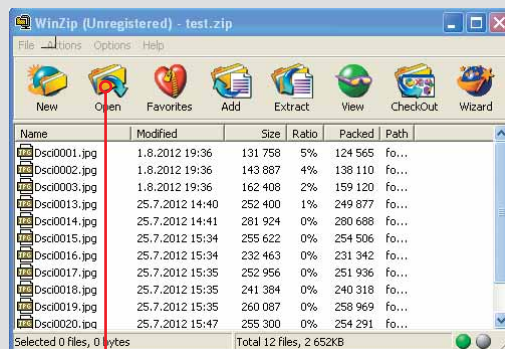 WinZip (Unregistered) - test.zip
File Actions Options Help
New Open Favorites Add Extract View CheckOut Wizard
Name Modified Size Ratio Packed Path
Dsci0001.jpg 1.8.2012 19:36 131 758 5% 124 565 fo...
Dsci0002.jpg 1.8.2012 19:36 143 887 4% 138 110 fo...
Dsci0003.jpg 1.8.2012 19:36 162 408 2% 159 120 fo...
Dsci0013.jpg 25.7.2012 14:40 252 400 1% 249 877 fo...
Dsci0014.jpg 25.7.2012 14:41 281 924 0% 280 688 fo...
Dsci0015.jpg 25.7.2012 15:34 255 622 0% 254 506 fo...
Dsci0016.jpg 25.7.2012 15:34 232 463 0% 231 342 fo...
Dsci0017.jpg 25.7.2012 15:35 252 956 0% 251 936 fo...
Dsci0018.jpg 25.7.2012 15:35 241 384 0% 240 318 fo...
Dsci0019.jpg 25.7.2012 15:35 260 087 0% 258 969 fo...
Dsci0020.jpg 25.7.2012 15:47 255 300 0% 254 291 fo...
Selected 0 files, 0 bytes Total 12 files, 2 652KB